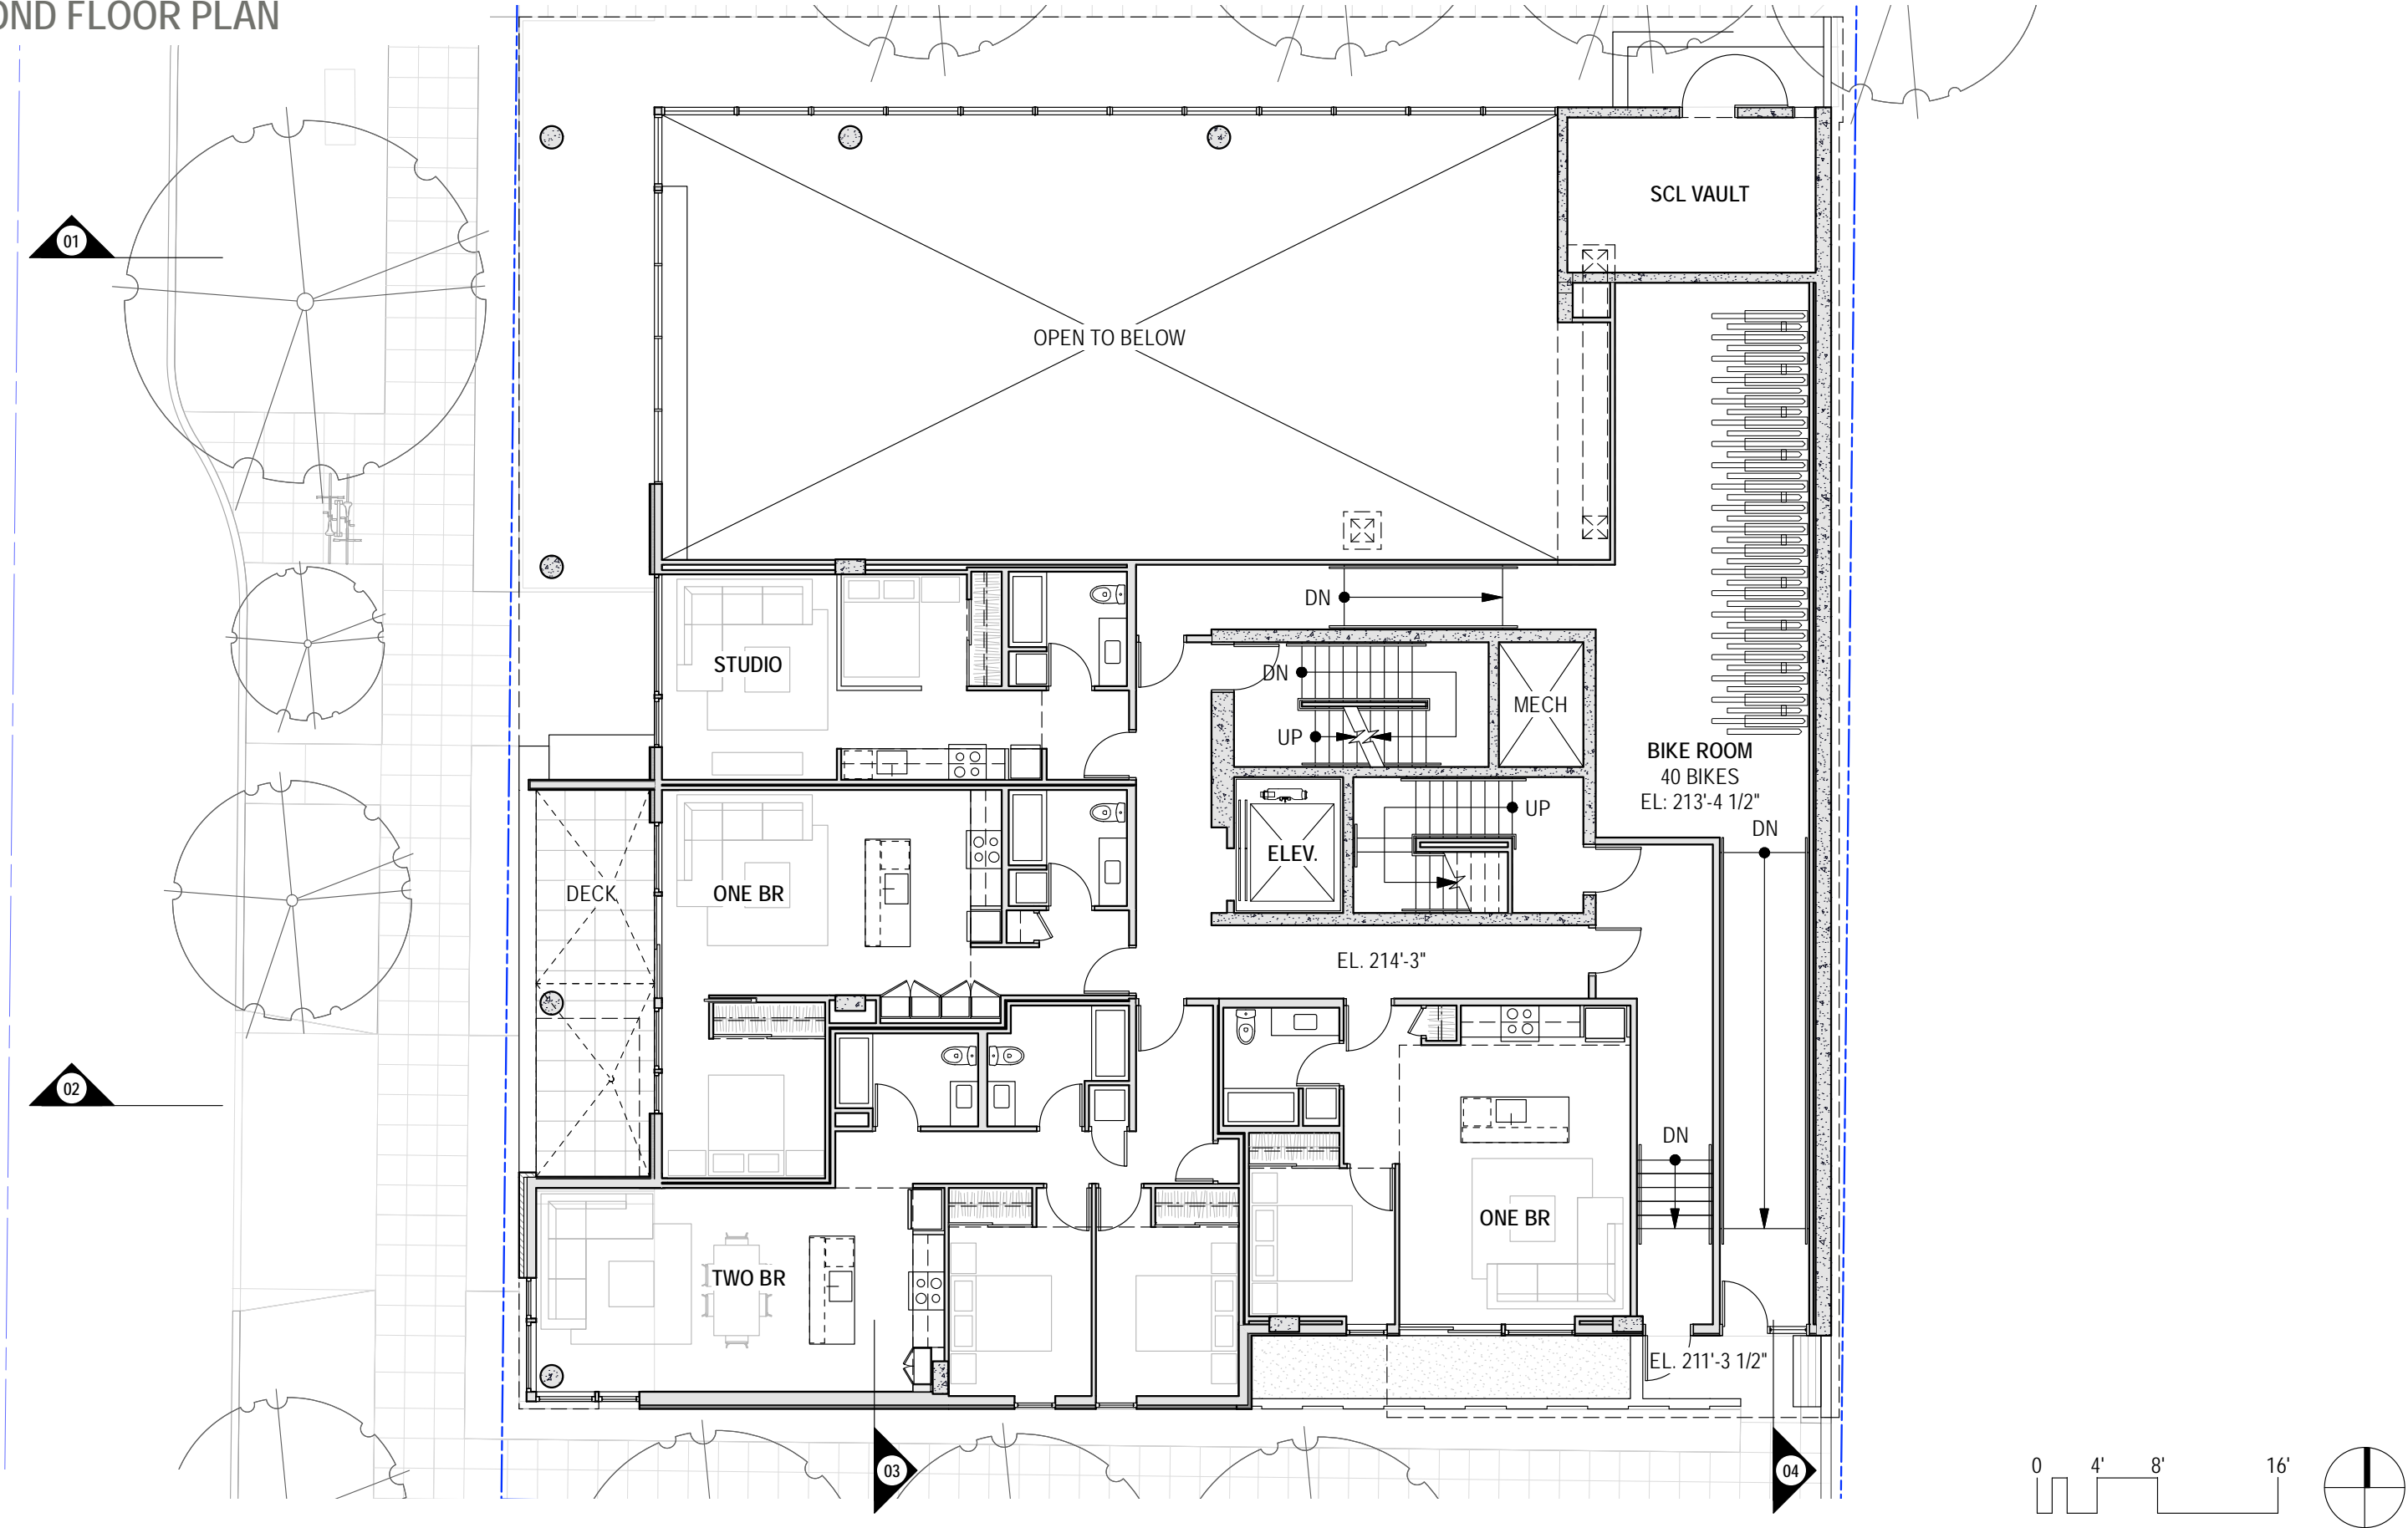 OND FLOOR PLAN
SCL VAULT
01
OPEN TO BELOW
DN
STUDIO
DN
MECH
UP
BIKE ROOM
40 BIKES
EL: 213'-4 1/2"
UP
DN
DECK
ONE BR
ELEV.
EL. 214'-3"
02
DN
ONE BR
TWO BR
EL. 211'-3 1/2"
03
04
0 4' 8' 16'